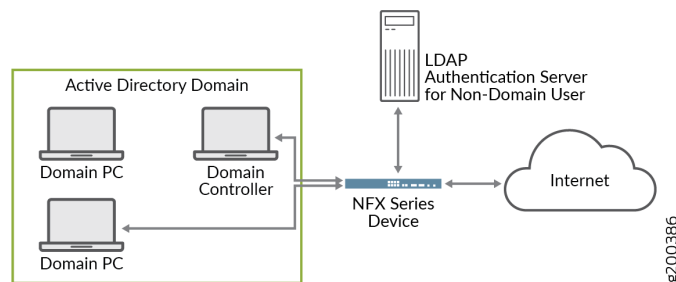 LDAP
Authentication Server
for Non-Domain User
Active Directory Domain
Domain PC
Domain
Controller
Internet
NFX Series
Device
Domain PC
g200386